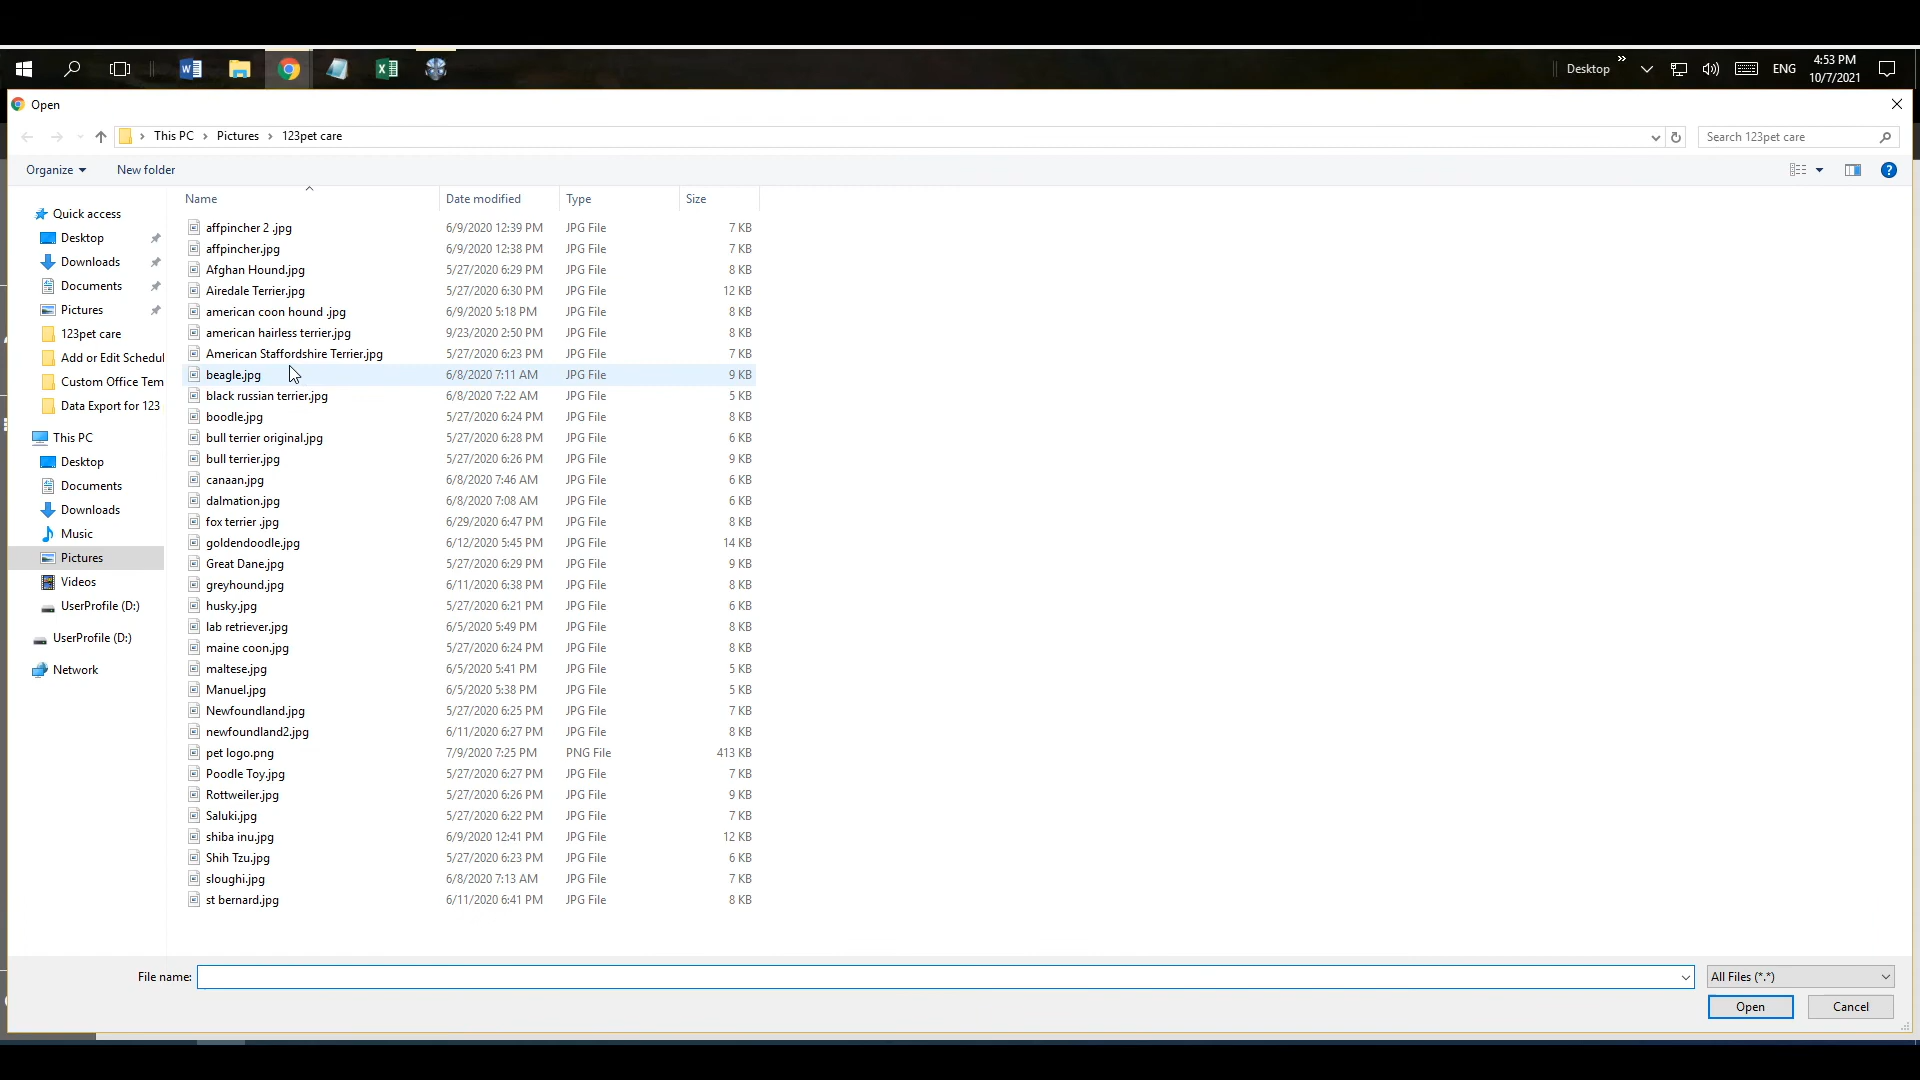 Desktop
ENG
4:53 PM
10/7/2021
Open
This PC > Pictures > 123pet care
Search 123pet care
Organize
New folder
Name Date modified Type Size
Quick access
Desktop
Downloads
Documents
Pictures
123pet care
Add or Edit Schedul
Custom Office Tem
Data Export for 123
This PC
Desktop
Documents
Downloads
Music
Pictures
Videos
UserProfile (D:)
UserProfile (D:)
Network
affpincher 2 .jpg 6/9/2020 12:39 PM JPG File 7 KB
affpincher.jpg 6/9/2020 12:38 PM JPG File 7 KB
Afghan Hound.jpg 5/27/2020 6:29 PM JPG File 8 KB
Airedale Terrier.jpg 5/27/2020 6:30 PM JPG File 12 KB
american coon hound .jpg 6/9/2020 5:18 PM JPG File 8 KB
american hairless terrier.jpg 9/23/2020 2:50 PM JPG File 8 KB
American Staffordshire Terrier.jpg 5/27/2020 6:23 PM JPG File 7 KB
beagle.jpg 6/8/2020 7:11 AM JPG File 9 KB
black russian terrier.jpg 6/8/2020 7:22 AM JPG File 5 KB
boodle.jpg 5/27/2020 6:24 PM JPG File 8 KB
bull terrier original.jpg 5/27/2020 6:28 PM JPG File 6 KB
bull terrier.jpg 5/27/2020 6:26 PM JPG File 9 KB
canaan.jpg 6/8/2020 7:46 AM JPG File 6 KB
dalmation.jpg 6/8/2020 7:08 AM JPG File 6 KB
fox terrier .jpg 6/29/2020 6:47 PM JPG File 8 KB
goldendoodle.jpg 6/12/2020 5:45 PM JPG File 14 KB
Great Dane.jpg 5/27/2020 6:29 PM JPG File 9 KB
greyhound.jpg 6/11/2020 6:38 PM JPG File 8 KB
husky.jpg 5/27/2020 6:21 PM JPG File 6 KB
lab retriever.jpg 6/5/2020 5:49 PM JPG File 8 KB
maine coon.jpg 5/27/2020 6:24 PM JPG File 8 KB
maltese.jpg 6/5/2020 5:41 PM JPG File 5 KB
Manuel.jpg 6/5/2020 5:38 PM JPG File 5 KB
Newfoundland.jpg 5/27/2020 6:25 PM JPG File 7 KB
newfoundland2.jpg 6/11/2020 6:27 PM JPG File 8 KB
pet logo.png 7/9/2020 7:25 PM PNG File 413 KB
Poodle Toy.jpg 5/27/2020 6:27 PM JPG File 7 KB
Rottweiler.jpg 5/27/2020 6:26 PM JPG File 9 KB
Saluki.jpg 5/27/2020 6:22 PM JPG File 7 KB
shiba inu.jpg 6/9/2020 12:41 PM JPG File 12 KB
Shih Tzu.jpg 5/27/2020 6:23 PM JPG File 6 KB
sloughi.jpg 6/8/2020 7:13 AM JPG File 7 KB
st bernard.jpg 6/11/2020 6:41 PM JPG File 8 KB
File name:
All Files (*.*)
Open
Cancel